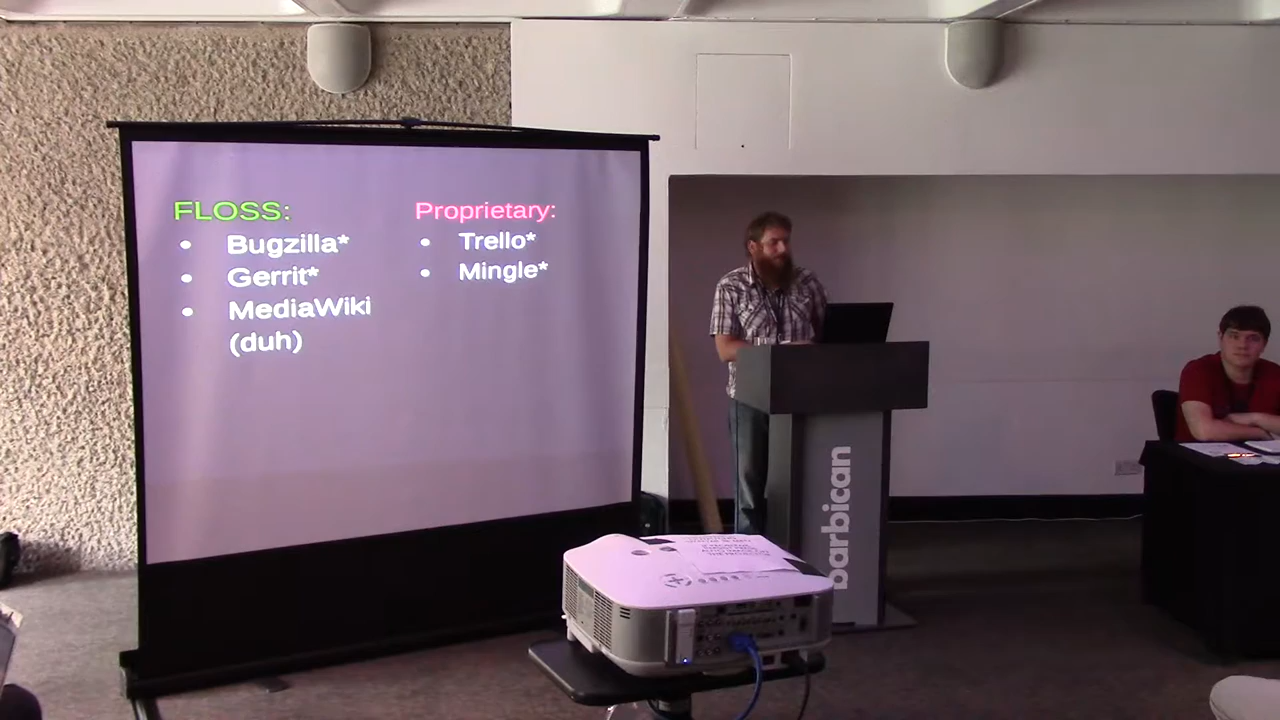 FLOSS:
• Bugzilla*
• Gerrit*
• MediaWiki
(duh)
Proprietary:
• Trello*
• Mingle*
barbican